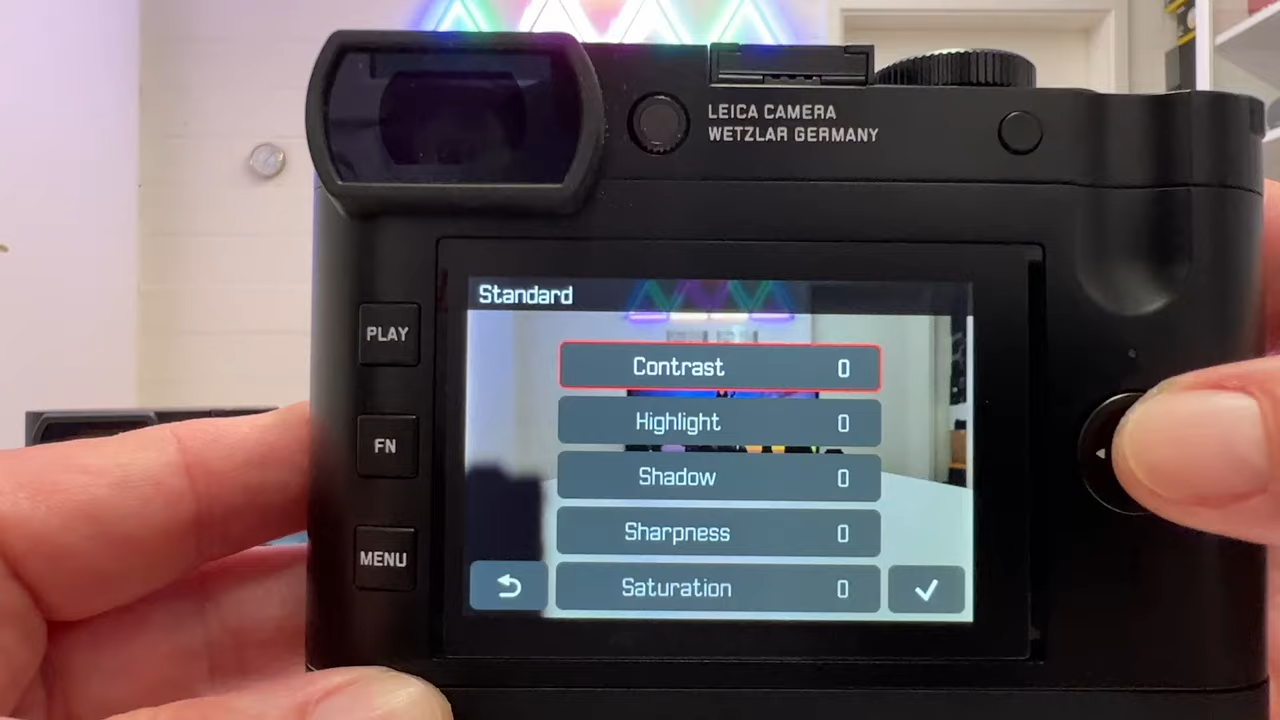 LEICA CAMERA
WETZLAR GERMANY
Standard
PLAY
Contrast 0
Highlight 0
FN
Shadow 0
Sharpness 0
MENU
Saturation 0